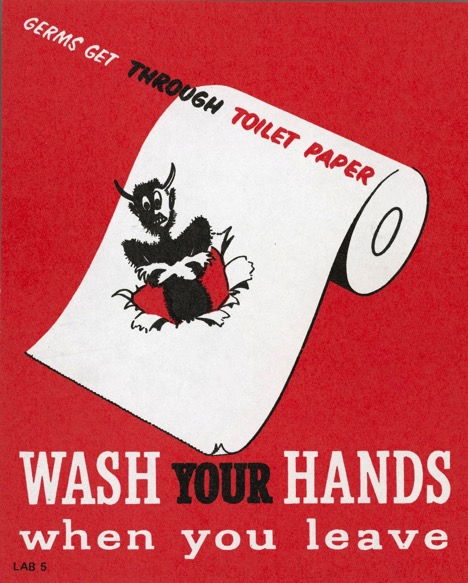 GERMS GET THROUGH TOILET PAPER
WASH YOUR HANDS
when you leave
LAB 5